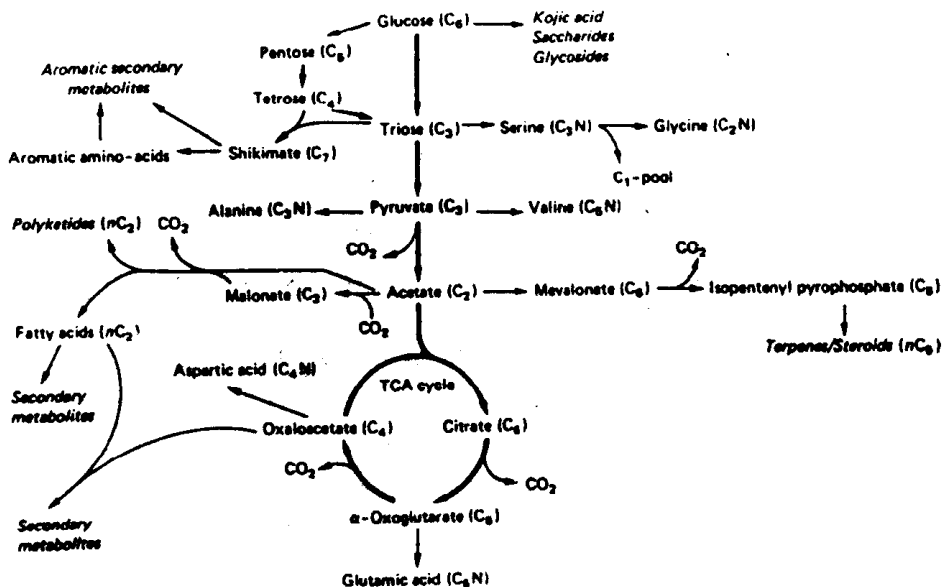 Glucose (C₆)
Kojic acid
Saccharides
Glycosides
Pentose (C₅)
Aromatic secondary
metabolites
Tetrose (C₄)
Triose (C₃)
Serine (C₃N)
Glycine (C₂N)
Aromatic amino-acids
Shikimate (C₇)
C₁-pool
Alanine (C₃N)
Pyruvate (C₃)
Valine (C₅N)
Polyketides (nC₂)
CO₂
CO₂
CO₂
Malonate (C₂)
Acetate (C₂)
Mevalonate (C₆)
Isopentenyl pyrophosphate (C₅)
CO₂
Fatty acids (nC₂)
Terpenes/Steroids (nC₅)
Aspartic acid (C₄N)
TCA cycle
Secondary
metabolites
Oxaloacetate (C₄)
Citrate (C₆)
CO₂
CO₂
α-Oxoglutarate (C₅)
Secondary
metabolites
Glutamic acid (C₅N)